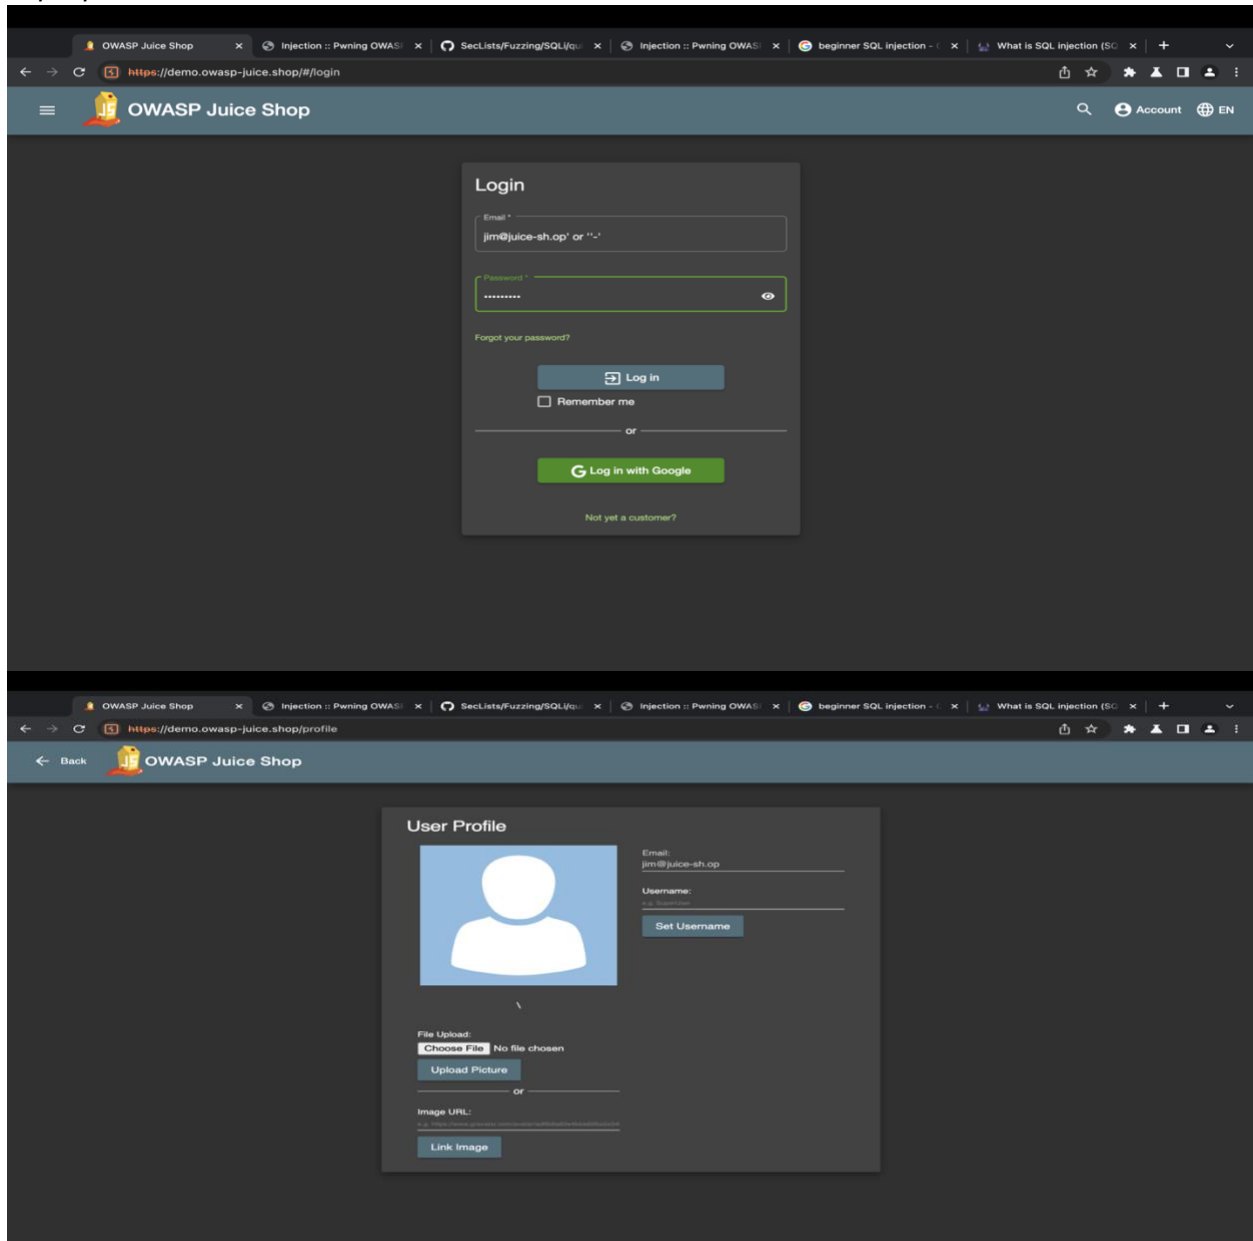 OWASP Juice Shop
Injection :: Pwning OWAS
SecLists/Fuzzing/SQLi/qu
Injection :: Pwning OWAS
beginner SQL injection -
What is SQL injection (SQ
https://demo.owasp-juice.shop/#/login
OWASP Juice Shop
Account
EN
Login
Email *
jim@juice-sh.op' or ''-'
Password *
•••••••••
Forgot your password?
Log in
Remember me
or
G Log in with Google
Not yet a customer?
OWASP Juice Shop
Injection :: Pwning OWAS
SecLists/Fuzzing/SQLi/qu
Injection :: Pwning OWAS
beginner SQL injection -
What is SQL injection (SQ
https://demo.owasp-juice.shop/profile
Back
OWASP Juice Shop
User Profile
Email:
jim@juice-sh.op
Username:
e.g. SuperUser
Set Username
\
File Upload:
Choose File No file chosen
Upload Picture
or
Image URL:
Link Image